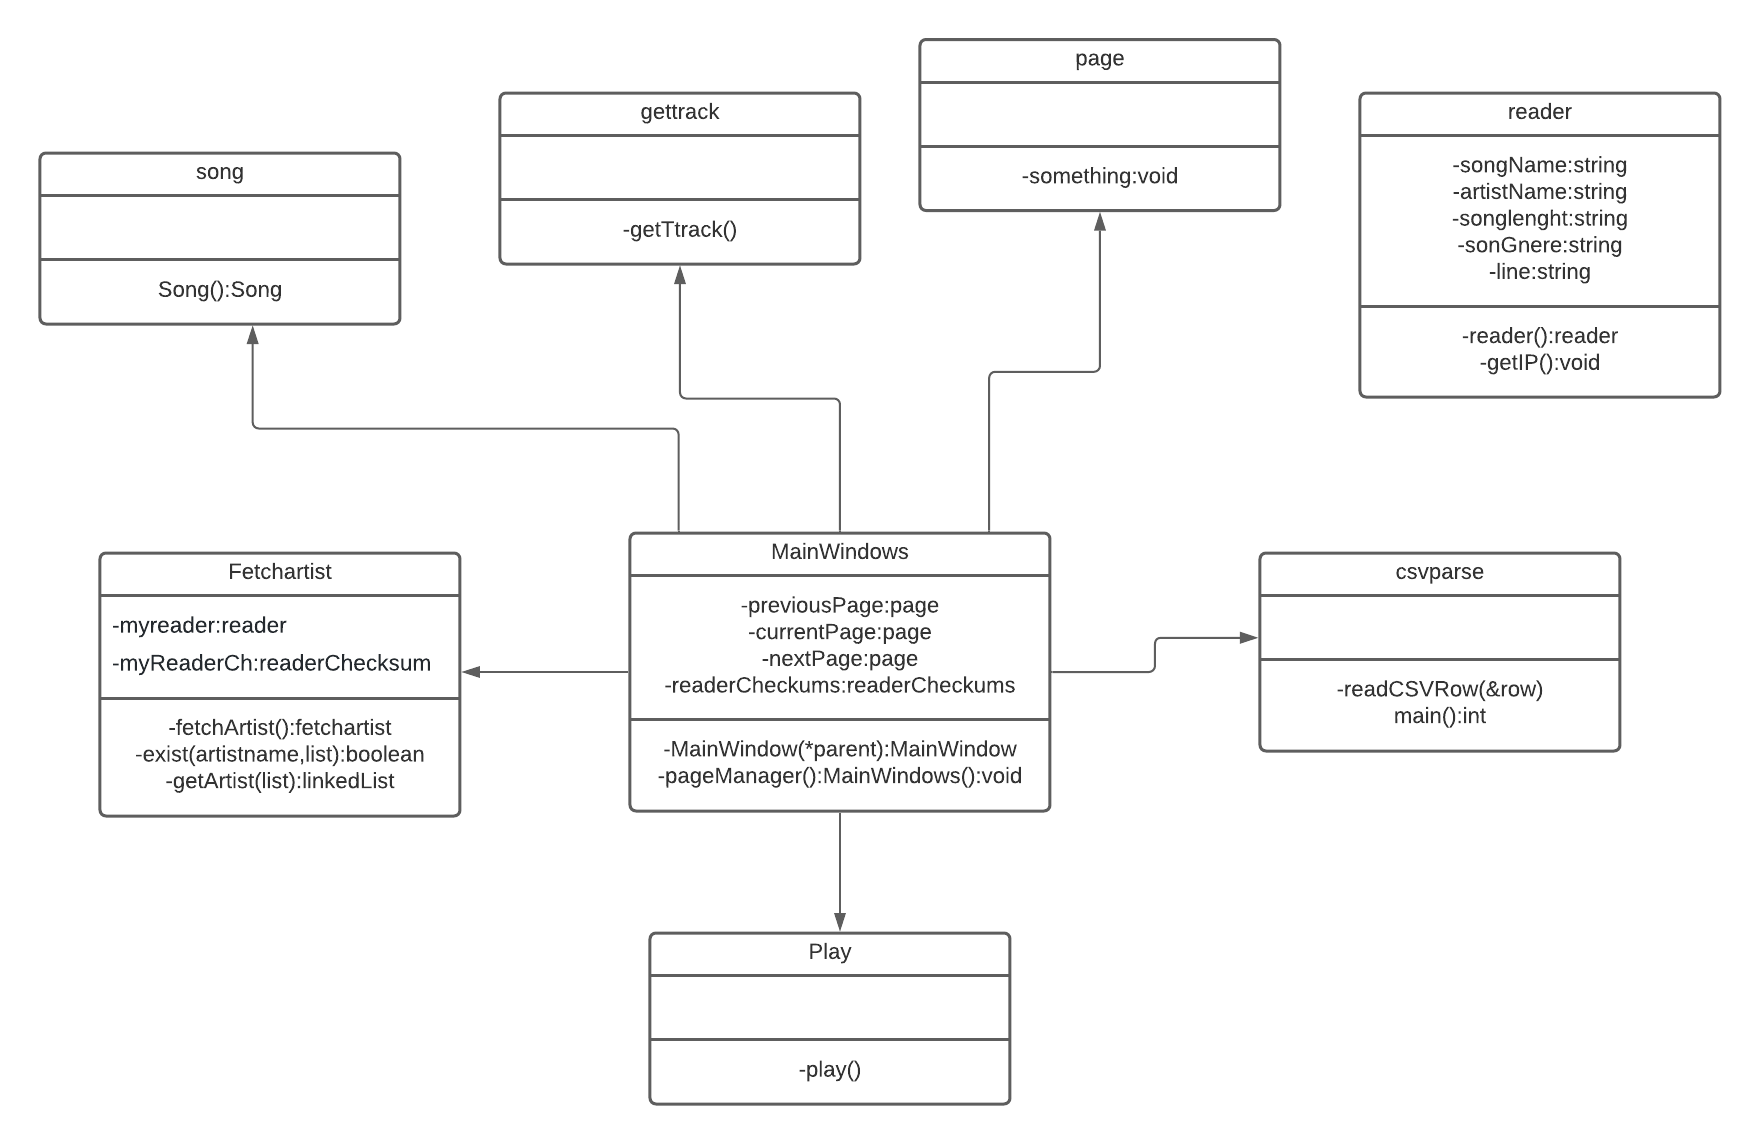 page
-something:void
gettrack
-getTtrack()
reader
-songName:string
-artistName:string
-songlenght:string
-sonGnere:string
-line:string
-reader():reader
-getIP():void
song
Song():Song
Fetchartist
-myreader:reader
-myReaderCh:readerChecksum
-fetchArtist():fetchartist
-exist(artistname,list):boolean
-getArtist(list):linkedList
MainWindows
-previousPage:page
-currentPage:page
-nextPage:page
-readerCheckums:readerCheckums
-MainWindow(*parent):MainWindow
-pageManager():MainWindows():void
csvparse
-readCSVRow(&row)
main():int
Play
-play()